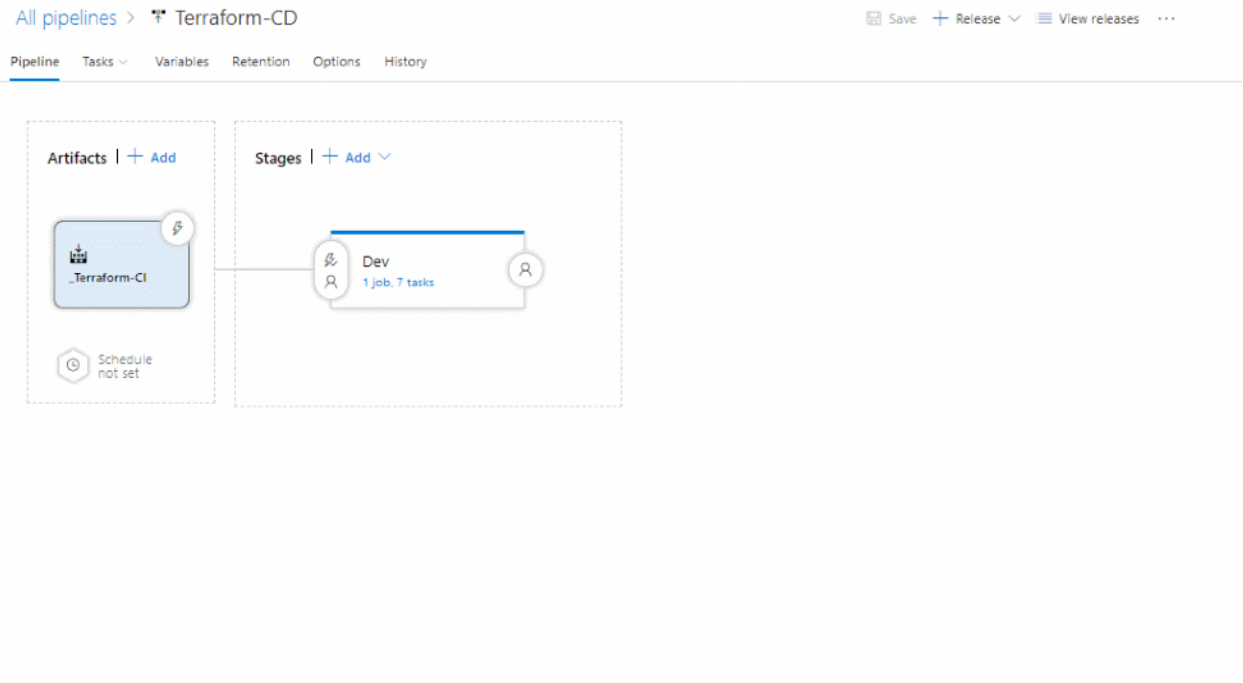 All pipelines > Terraform-CD
Save + Release View releases ...
Pipeline Tasks Variables Retention Options History
Artifacts | + Add
Stages | + Add
_Terraform-CI
Dev
1 job, 7 tasks
Schedule
not set